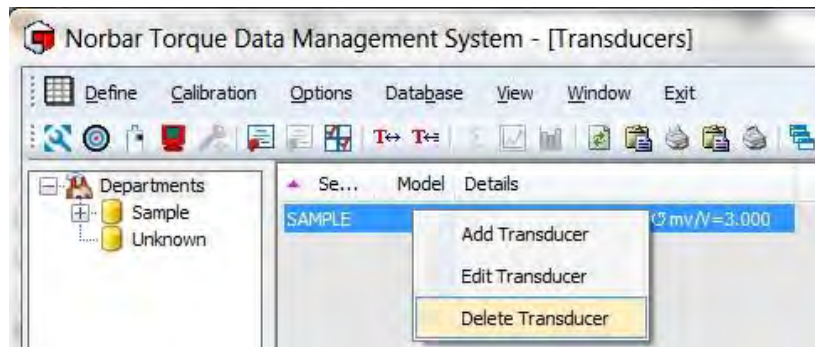 Norbar Torque Data Management System - [Transducers]
Define Calibration Options Database View Window Exit
T↔ T
Departments
Sample
Unknown
Se... Model Details
SAMPLE mv/V=3.000
Add Transducer
Edit Transducer
Delete Transducer